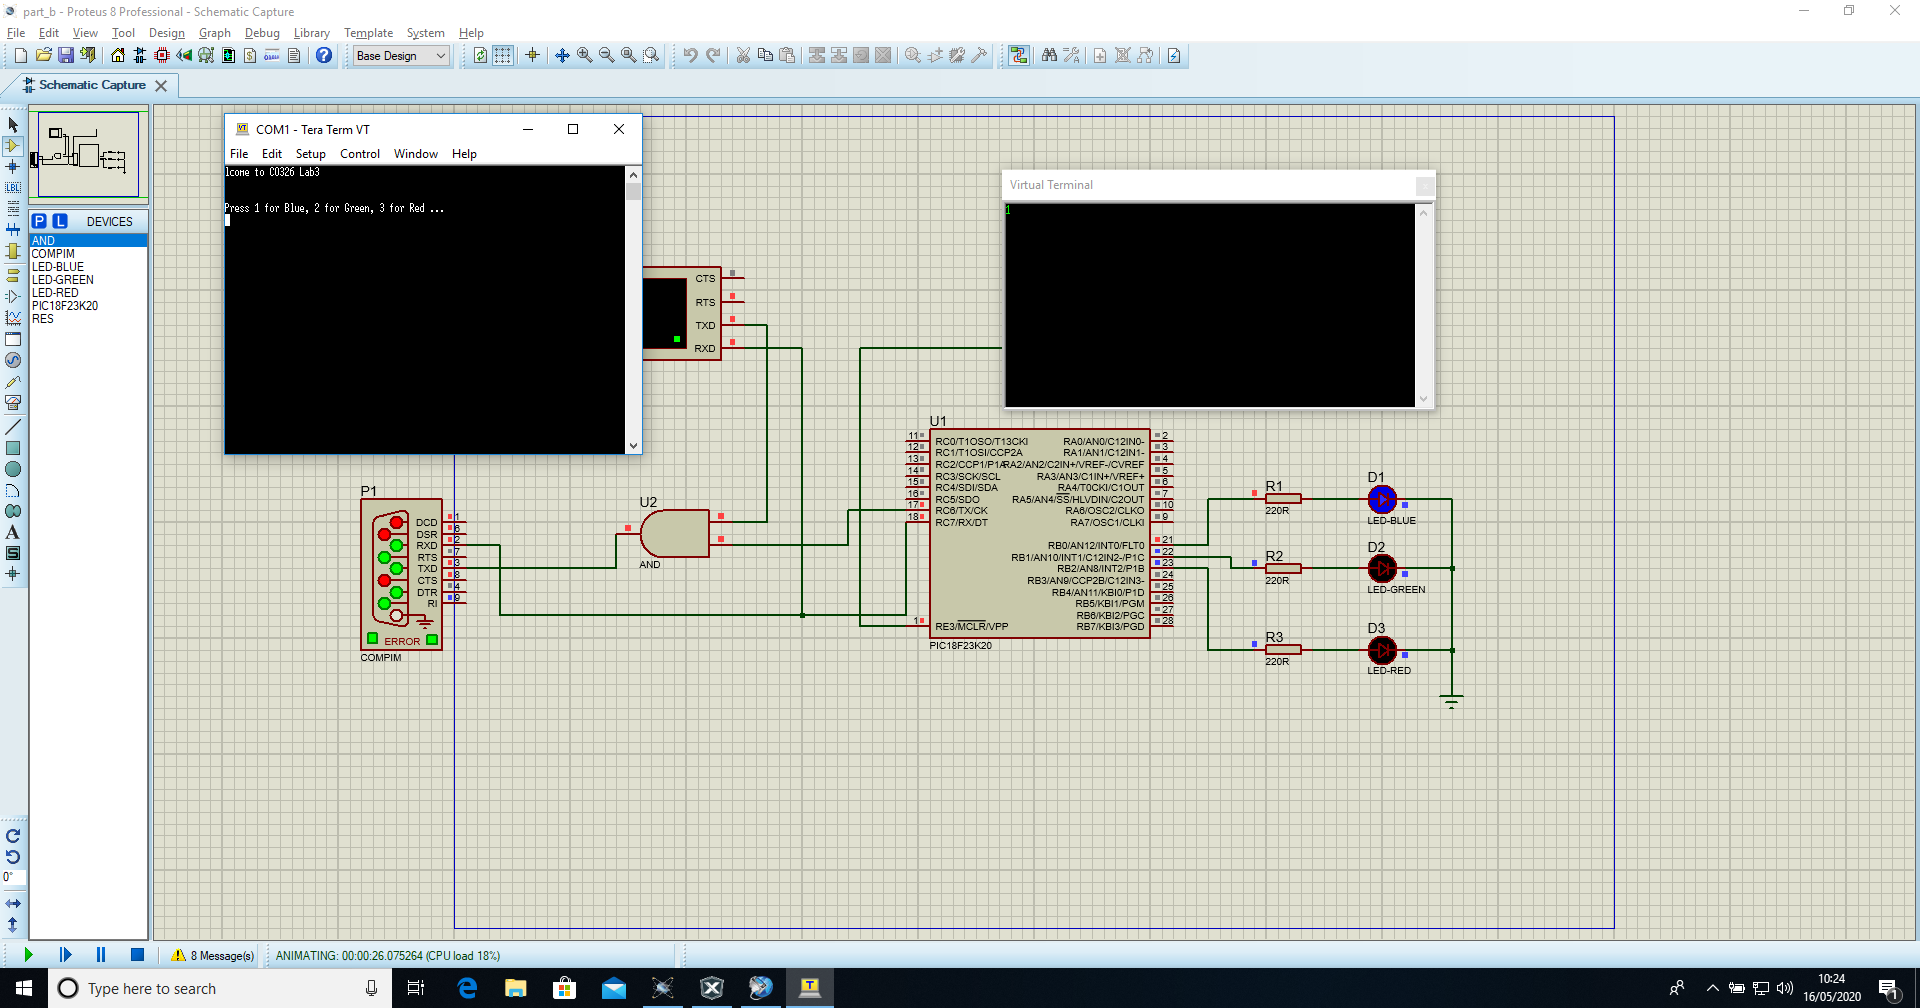 part_b - Proteus 8 Professional - Schematic Capture
File Edit View Tool Design Graph Debug Library Template System Help
Base Design
Schematic Capture
P L DEVICES
AND
COMPIM
LED-BLUE
LED-GREEN
LED-RED
PIC18F23K20
RES
LBL
A
S
0°
COM1 - Tera Term VT
File Edit Setup Control Window Help
lcome to CO326 Lab3
Press 1 for Blue, 2 for Green, 3 for Red ...
Virtual Terminal
1
CTS
RTS
TXD
RXD
P1
DCD 1
DSR 6
RXD 2
RTS 7
TXD 3
CTS 8
DTR 4
RI 9
ERROR
COMPIM
U2
AND
U1
11 RC0/T1OSO/T13CKI RA0/AN0/C12IN0- 2
12 RC1/T1OSI/CCP2A RA1/AN1/C12IN1- 3
13 RC2/CCP1/P1A RA2/AN2/C2IN+/VREF-/CVREF 4
14 RC3/SCK/SCL RA3/AN3/C1IN+/VREF+ 5
15 RC4/SDI/SDA RA4/T0CKI/C1OUT 6
16 RC5/SDO RA5/AN4/SS/HLVDIN/C2OUT 7
17 RC6/TX/CK RA6/OSC2/CLKO 10
18 RC7/RX/DT RA7/OSC1/CLKI 9
RB0/AN12/INT0/FLT0 21
RB1/AN10/INT1/C12IN2-/P1C 22
RB2/AN8/INT2/P1B 23
RB3/AN9/CCP2B/C12IN3- 24
RB4/AN11/KBI0/P1D 25
RB5/KBI1/PGM 26
RB6/KBI2/PGC 27
1 RE3/MCLR/VPP RB7/KBI3/PGD 28
PIC18F23K20
R1
220R
D1
LED-BLUE
R2
220R
D2
LED-GREEN
R3
220R
D3
LED-RED
8 Message(s) ANIMATING: 00:00:26.075264 (CPU load 18%)
Type here to search
10:24
16/05/2020
1